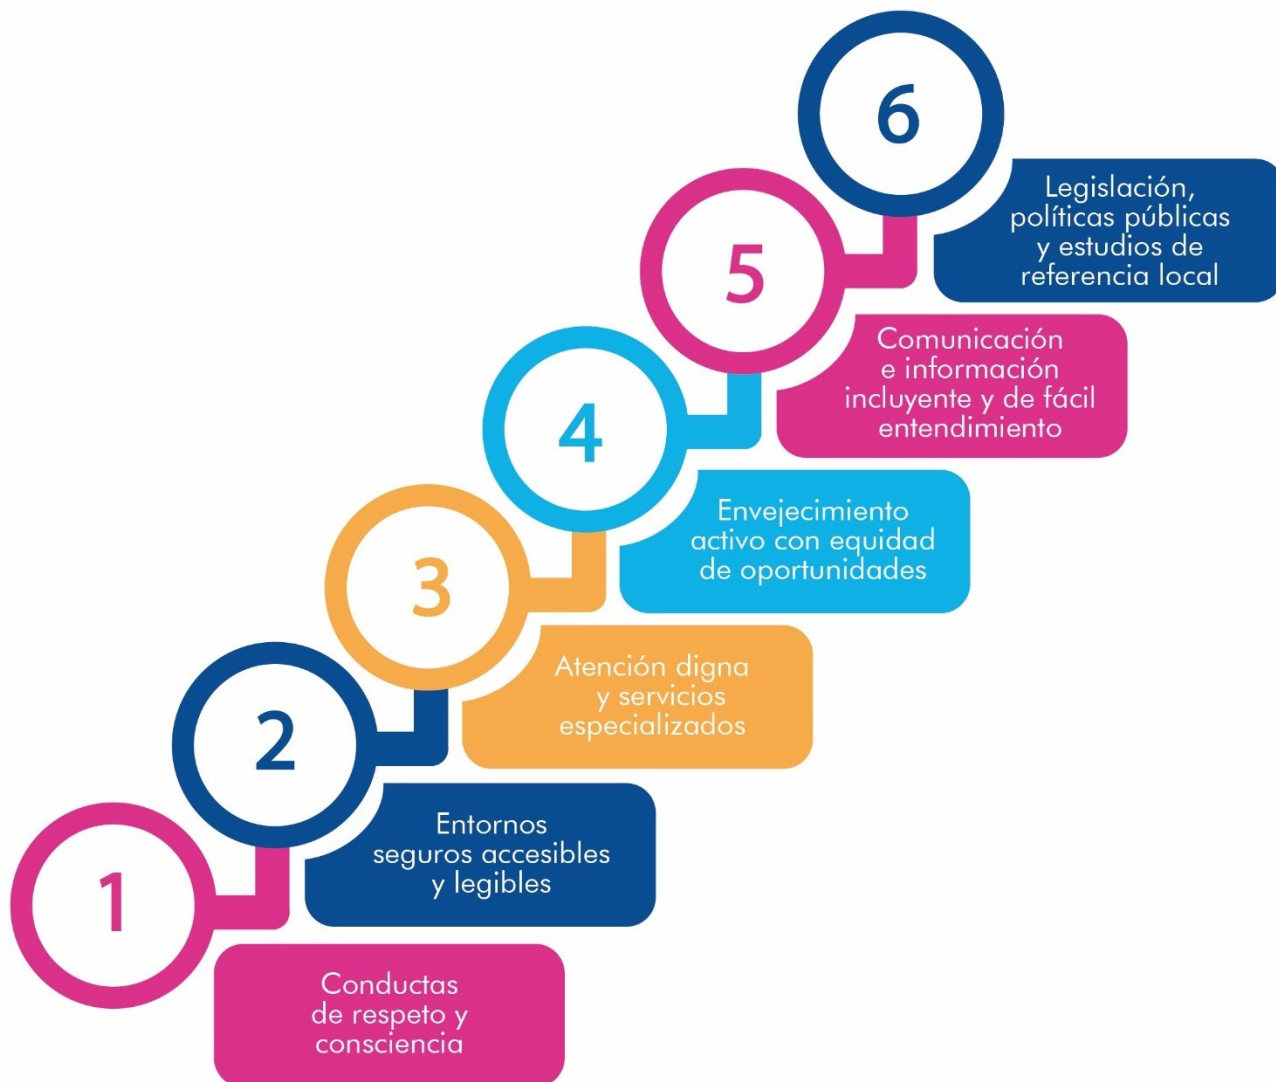 1
Conductas
de respeto y
consciencia
2
Entornos
seguros accesibles
y legibles
3
Atención digna
y servicios
especializados
4
Envejecimiento
activo con equidad
de oportunidades
5
Comunicación
e información
incluyente y de fácil
entendimiento
6
Legislación,
políticas públicas
y estudios de
referencia local